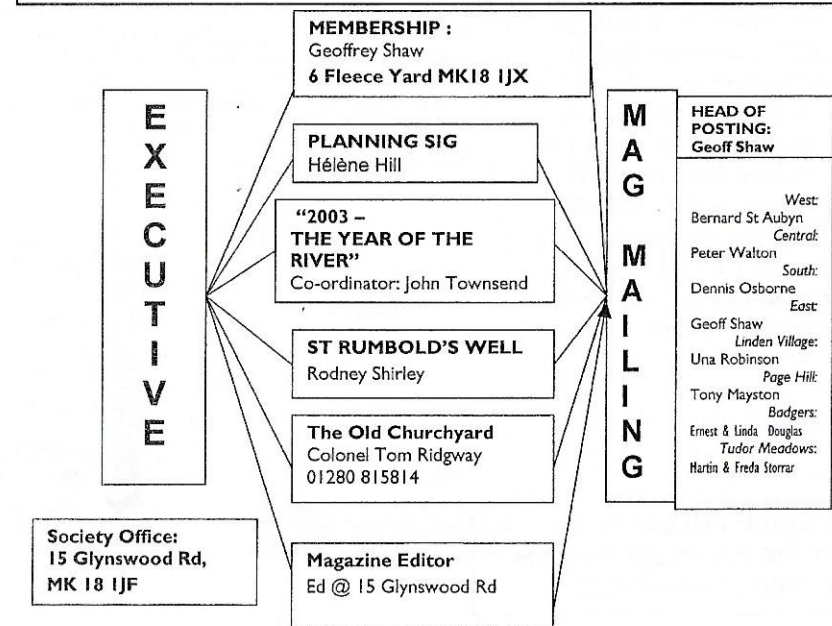 EXECUTIVE
MEMBERSHIP :
Geoffrey Shaw
6 Fleece Yard MK18 1JX
PLANNING SIG
Hélène Hill
"2003 –
THE YEAR OF THE
RIVER"
Co-ordinator: John Townsend
ST RUMBOLD'S WELL
Rodney Shirley
The Old Churchyard
Colonel Tom Ridgway
01280 815814
Magazine Editor
Ed @ 15 Glynswood Rd
Society Office:
15 Glynswood Rd,
MK 18 1JF
MAG MAILING
HEAD OF
POSTING:
Geoff Shaw
West:
Bernard St Aubyn
Central:
Peter Walton
South:
Dennis Osborne
East:
Geoff Shaw
Linden Village:
Una Robinson
Page Hill:
Tony Mayston
Badgers:
Ernest & Linda Douglas
Tudor Meadows:
Martin & Freda Storrar